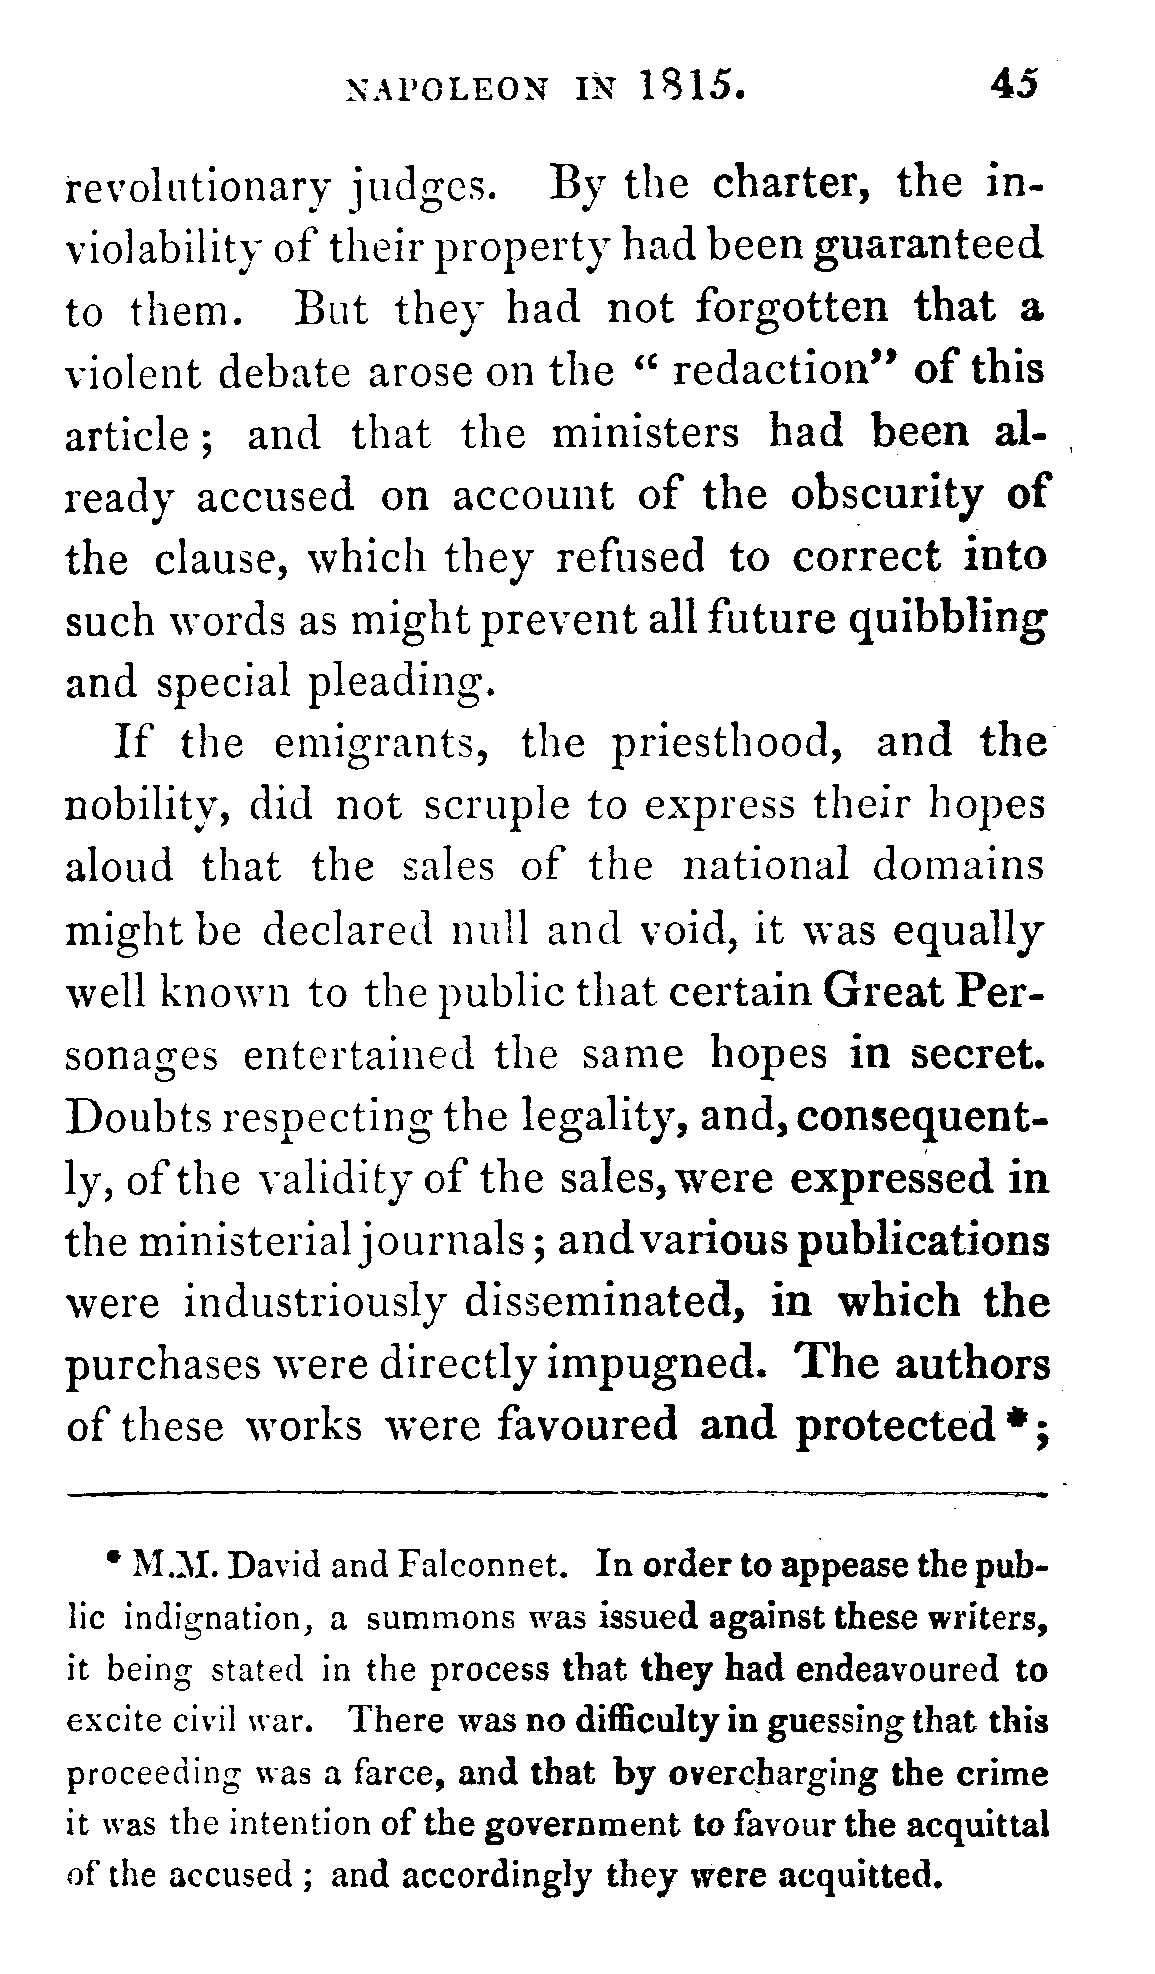 NAPOLEON IN 1815. 45
revolutionary judges. By the charter, the in-
violability of their property had been guaranteed
to them. But they had not forgotten that a
violent debate arose on the “ redaction” of this
article ; and that the ministers had been al-
ready accused on account of the obscurity of
the clause, which they refused to correct into
such words as might prevent all future quibbling
and special pleading.
If the emigrants, the priesthood, and the
nobility, did not scruple to express their hopes
aloud that the sales of the national domains
might be declared null and void, it was equally
well known to the public that certain Great Per-
sonages entertained the same hopes in secret.
Doubts respecting the legality, and, consequent-
ly, of the validity of the sales, were expressed in
the ministerial journals ; and various publications
were industriously disseminated, in which the
purchases were directly impugned. The authors
of these works were favoured and protected * ;
* M.M. David and Falconnet. In order to appease the pub-
lic indignation, a summons was issued against these writers,
it being stated in the process that they had endeavoured to
excite civil war. There was no difficulty in guessing that this
proceeding was a farce, and that by overcharging the crime
it was the intention of the government to favour the acquittal
of the accused ; and accordingly they were acquitted.